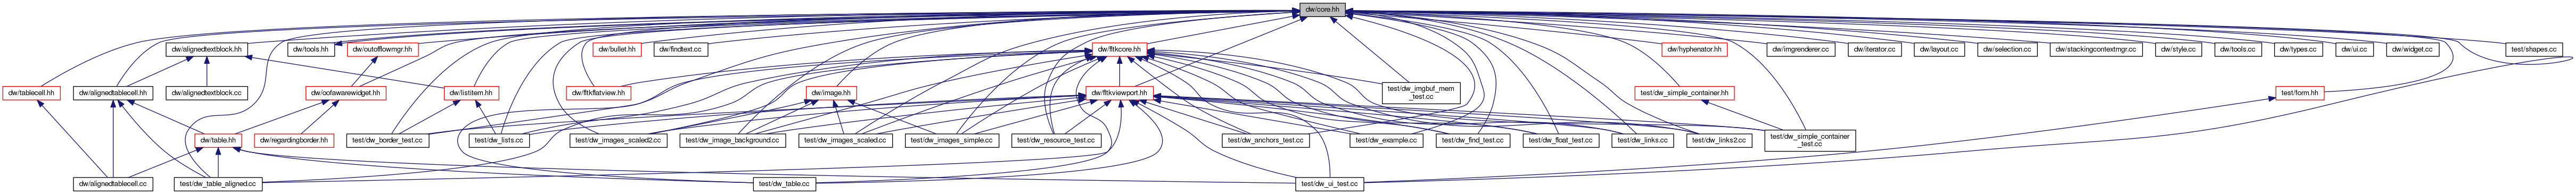 dw/core.hh
dw/alignedtextblock.hh
dw/tools.hh
dw/outofflowmgr.hh
dw/bullet.hh
dw/findtext.cc
dw/fltkcore.hh
dw/hyphenator.hh
dw/imgrenderer.cc
dw/iterator.cc
dw/layout.cc
dw/selection.cc
dw/stackingcontextmgr.cc
dw/style.cc
dw/tools.cc
dw/types.cc
dw/ui.cc
dw/widget.cc
test/shapes.cc
dw/tablecell.hh
dw/alignedtablecell.hh
dw/alignedtextblock.cc
dw/oofawarewidget.hh
dw/listitem.hh
dw/fltkflatview.hh
dw/image.hh
dw/fltkviewport.hh
test/dw_imgbuf_mem
_test.cc
test/dw_simple_container.hh
test/form.hh
dw/table.hh
dw/regardingborder.hh
test/dw_border_test.cc
test/dw_lists.cc
test/dw_images_scaled2.cc
test/dw_image_background.cc
test/dw_images_scaled.cc
test/dw_images_simple.cc
test/dw_resource_test.cc
test/dw_anchors_test.cc
test/dw_example.cc
test/dw_find_test.cc
test/dw_float_test.cc
test/dw_links.cc
test/dw_links2.cc
test/dw_simple_container
_test.cc
dw/alignedtablecell.cc
test/dw_table_aligned.cc
test/dw_table.cc
test/dw_ui_test.cc